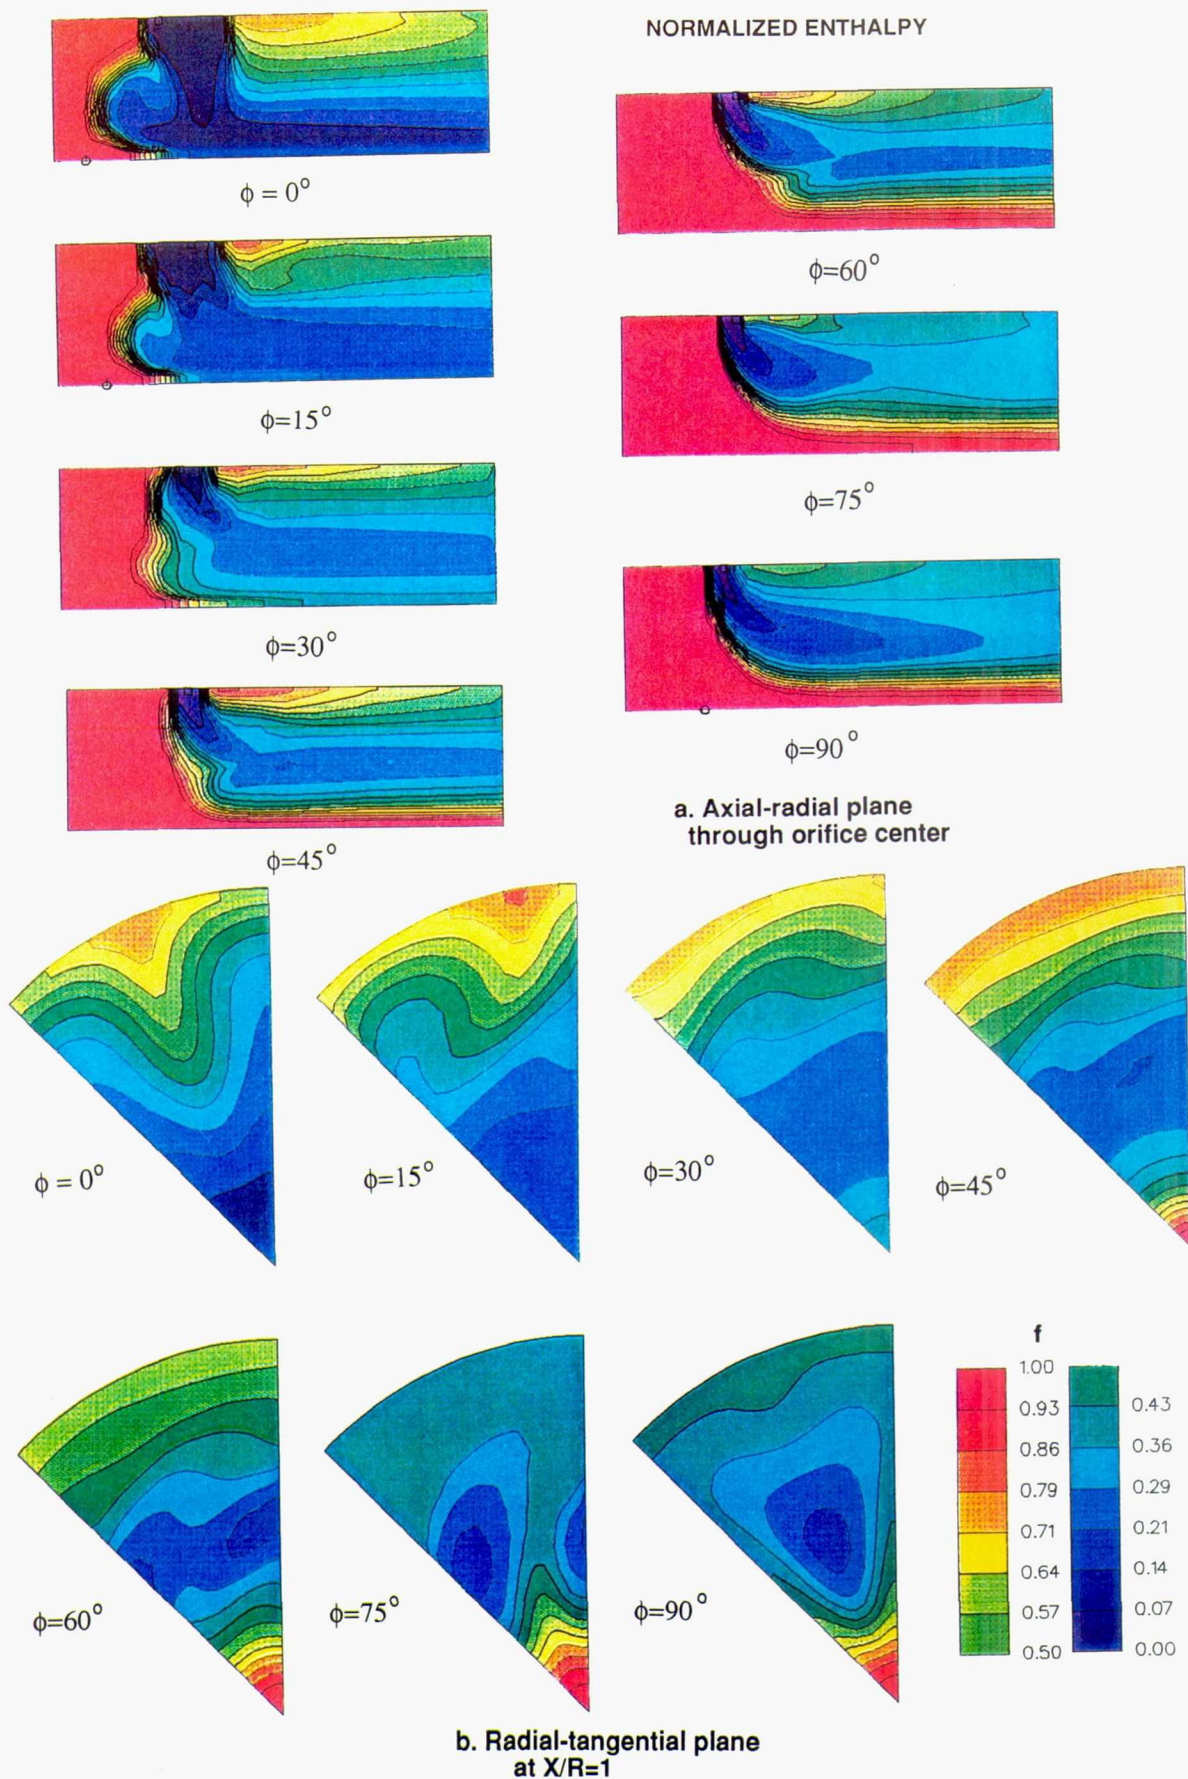 NORMALIZED ENTHALPY
ϕ = 0°
ϕ=15°
ϕ=30°
ϕ=45°
ϕ=60°
ϕ=75°
ϕ=90°
a. Axial-radial plane
through orifice center
ϕ = 0°
ϕ=15°
ϕ=30°
ϕ=45°
ϕ=60°
ϕ=75°
ϕ=90°
f
1.00
0.93
0.86
0.79
0.71
0.64
0.57
0.50
0.43
0.36
0.29
0.21
0.14
0.07
0.00
b. Radial-tangential plane
at X/R=1